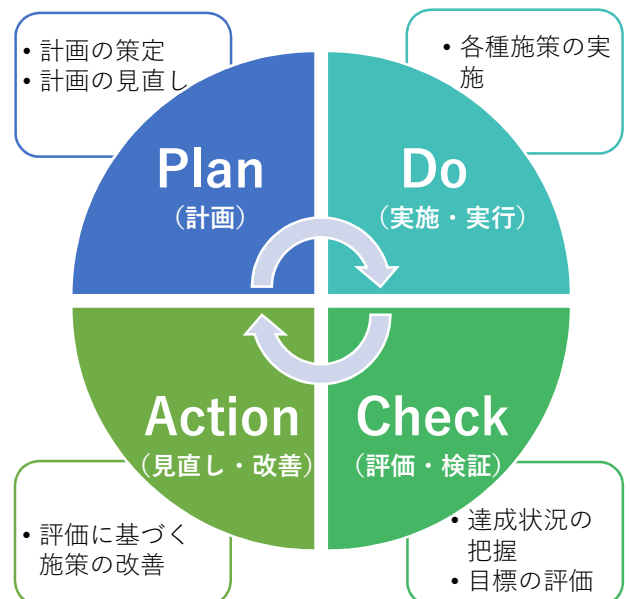 • 計画の策定
• 計画の見直し
• 各種施策の実
施
Plan
（計画）
Do
（実施・実行）
Action
（見直し・改善）
Check
（評価・検証）
• 評価に基づく
施策の改善
• 達成状況の
把握
• 目標の評価